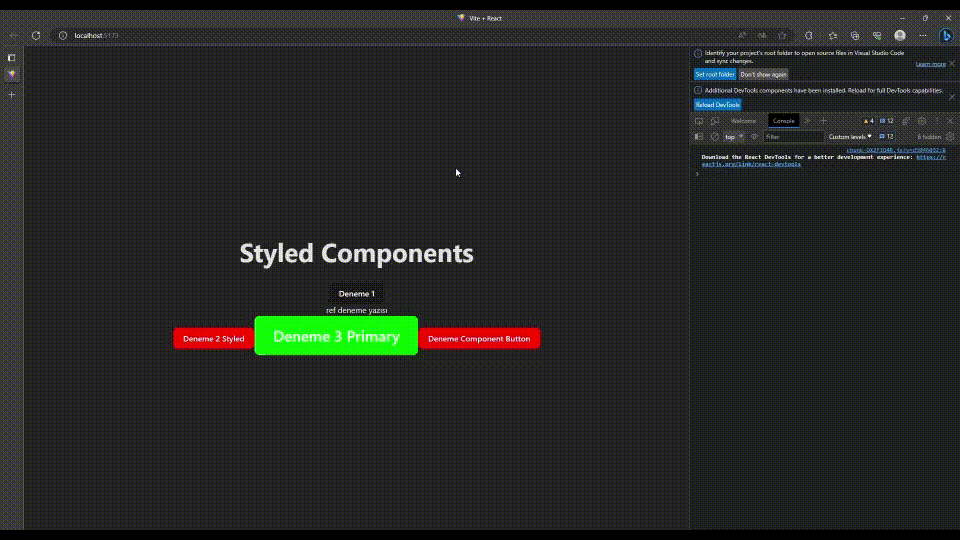 Vite + React
localhost:5173
Identify your project's root folder to open source files in Visual Studio Code
and sync changes.
Learn more
Set root folder
Don't show again
Additional DevTools components have been installed. Reload for full DevTools capabilities.
Reload DevTools
Welcome
Console
4
12
top
Filter
Custom levels
12
6 hidden
Download the React DevTools for a better development experience: https://r
eactjs.org/link/react-devtools
Styled Components
Deneme 1
ref deneme yazısı
Deneme 2 Styled
Deneme 3 Primary
Deneme Component Button